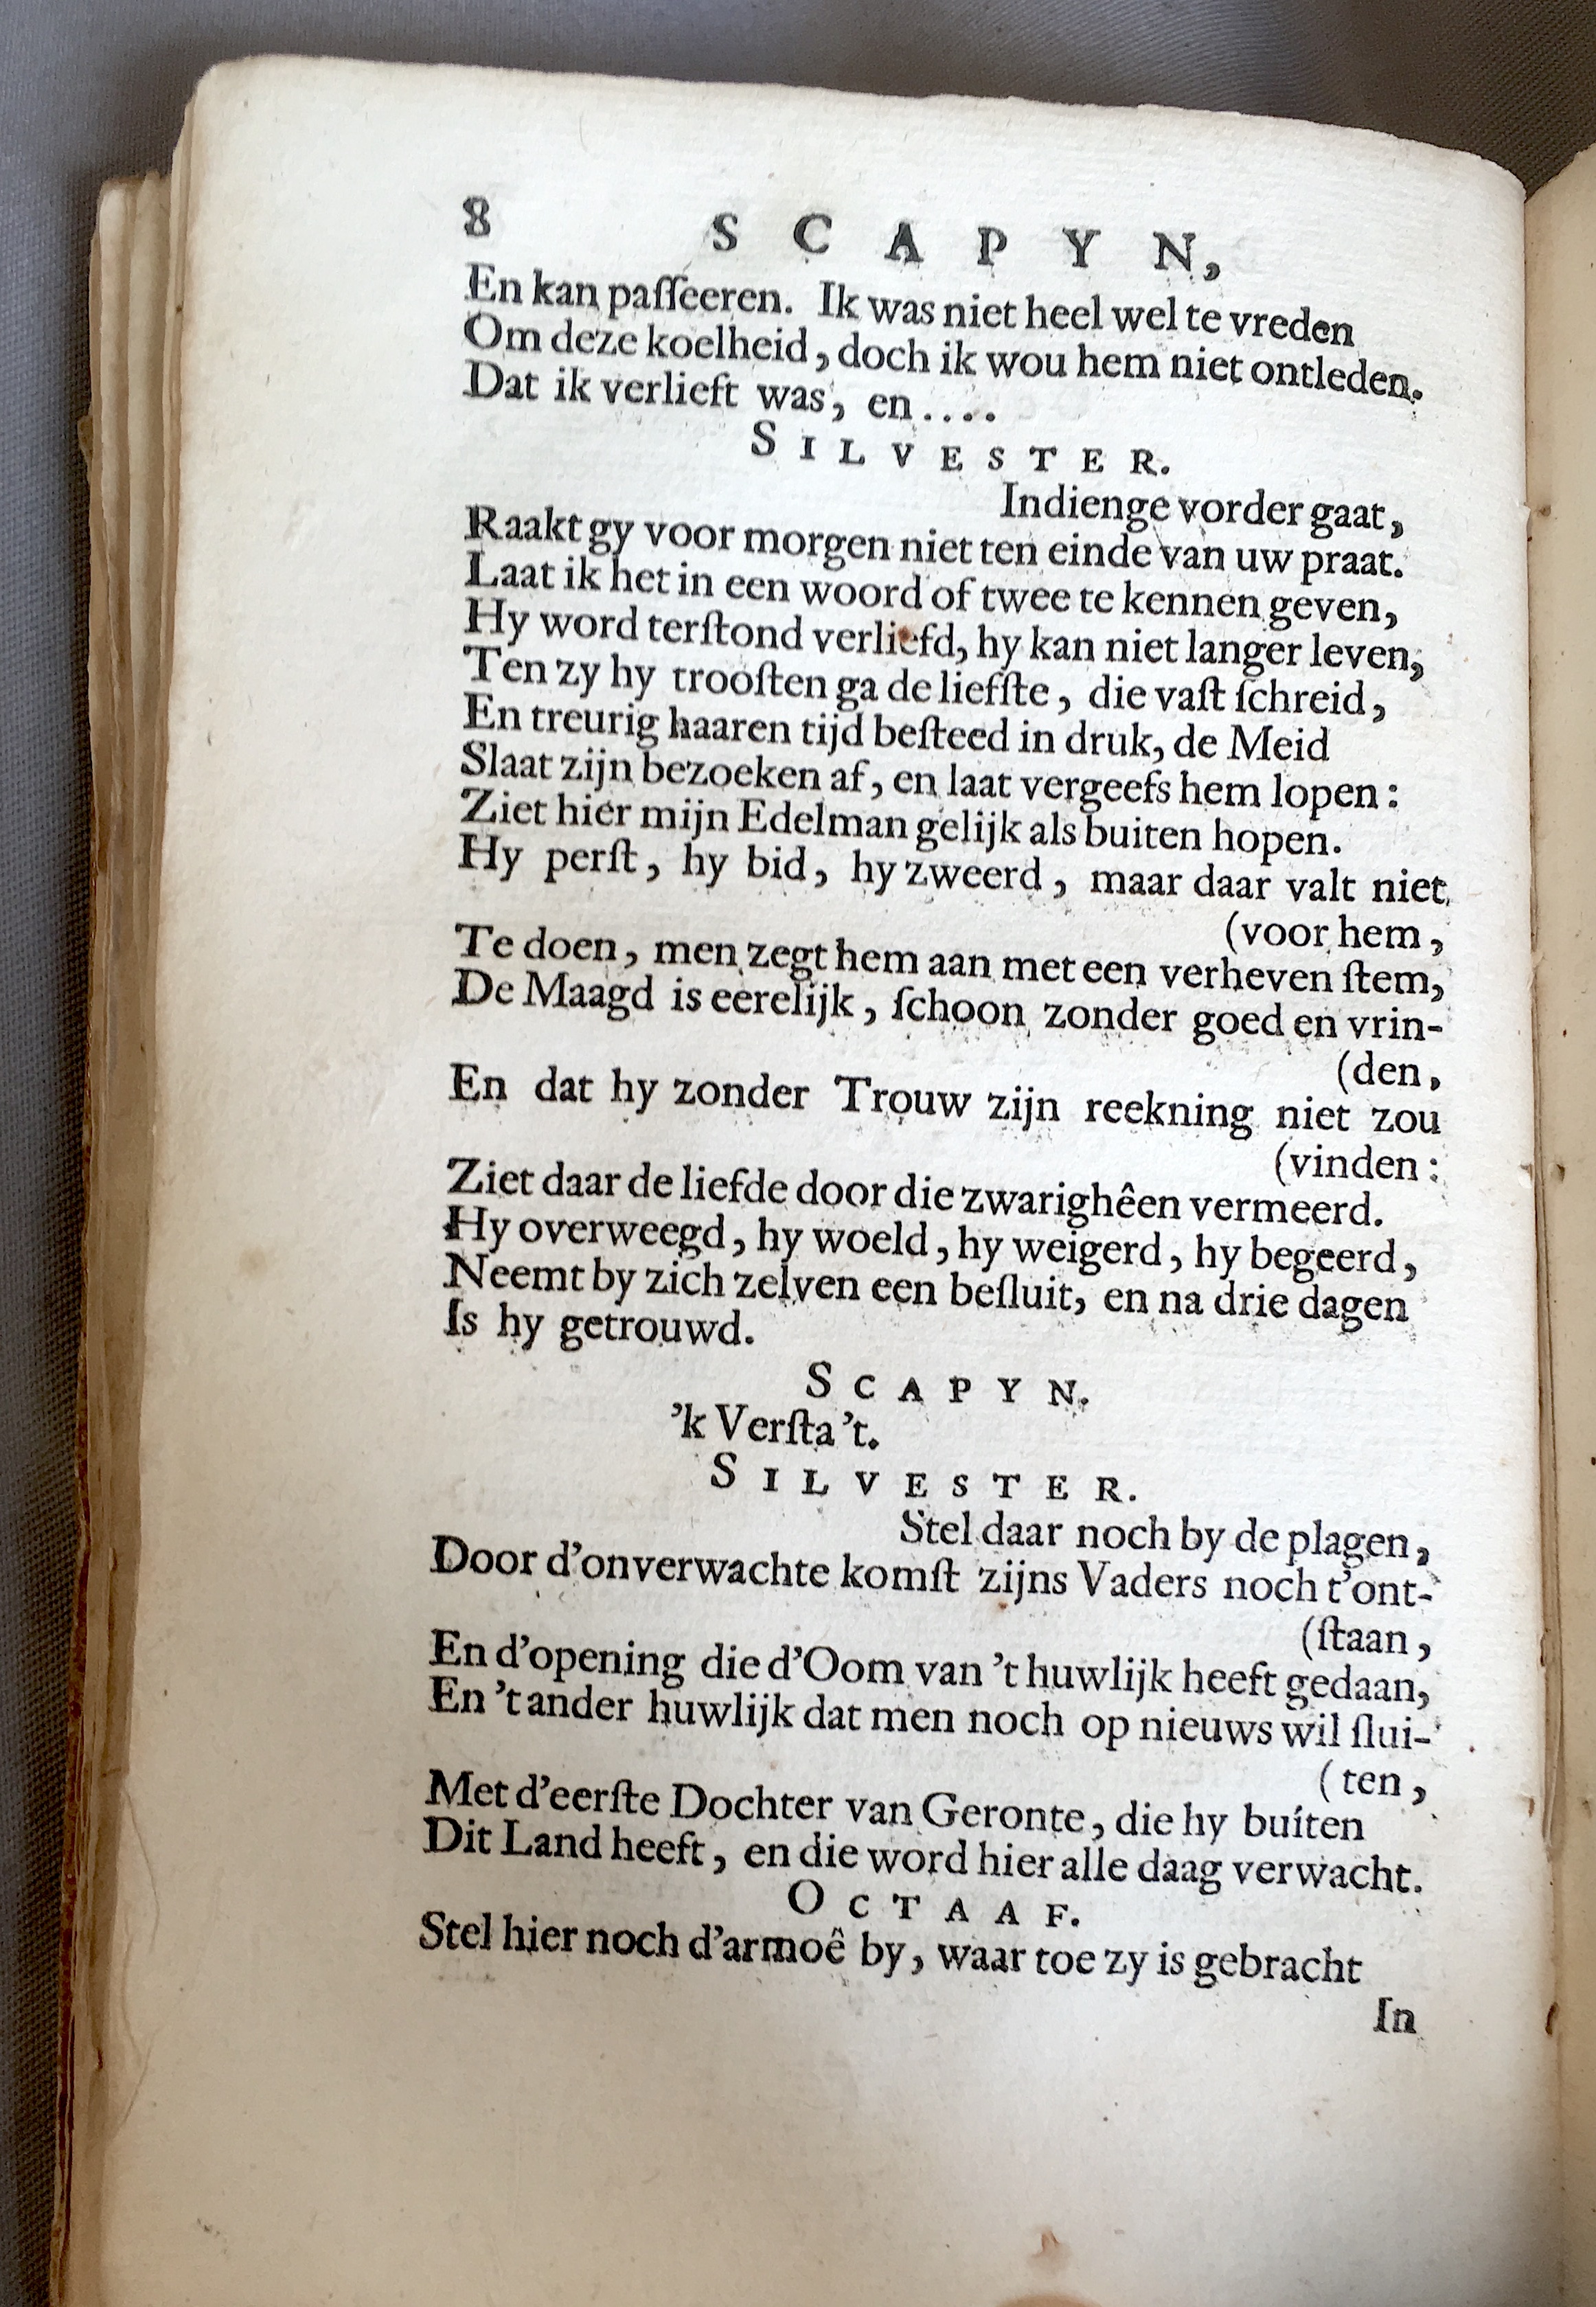 8 SCAPYN,
En kan paſſeeren. Ik was niet heel wel te vreden
Om deze koelheid, doch ik wou hem niet ontleden.
Dat ik verlieft was, en....
SILVESTER.
Indien ge vorder gaat,
Raakt gy voor morgen niet ten einde van uw praat.
Laat ik het in een woord of twee te kennen geven,
Hy word terſtond verliefd, hy kan niet langer leven,
Ten zy hy trooſten ga de liefſte, die vaſt ſchreid,
En treurig haaren tijd beſteed in druk, de Meid
Slaat zijn bezoeken af, en laat vergeefs hem lopen:
Ziet hier mijn Edelman gelijk als buiten hopen.
Hy perſt, hy bid, hy zweerd, maar daar valt niet
(voor hem,
Te doen, men zegt hem aan met een verheven ſtem,
De Maagd is eerelijk, ſchoon zonder goed en vrin-
(den,
En dat hy zonder Trouw zijn reekning niet zou
(vinden:
Ziet daar de liefde door die zwarighêen vermeerd.
Hy overweegd, hy woeld, hy weigerd, hy begeerd,
Neemt by zich zelven een beſluit, en na drie dagen
Is hy getrouwd.
SCAPYN.
'k Verſta 't.
SILVESTER.
Stel daar noch by de plagen,
Door d'onverwachte komſt zijns Vaders noch t'ont-
(ſtaan,
En d'opening die d'Oom van 't huwlijk heeft gedaan,
En 't ander huwlijk dat men noch op nieuws wil ſlui-
(ten,
Met d'eerſte Dochter van Geronte, die hy buiten
Dit Land heeft, en die word hier alle daag verwacht.
OCTAAF.
Stel hier noch d'armoê by, waar toe zy is gebracht
In